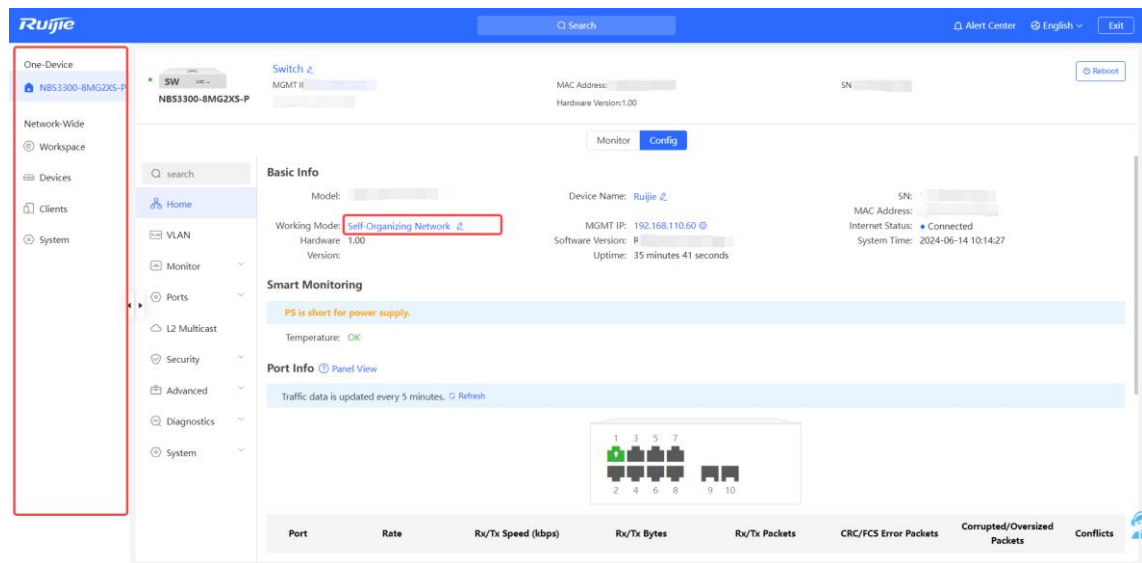 Ruijie
Search
Alert Center
English
Exit
One-Device
NBS3300-8MG2XS-P
Network-Wide
Workspace
Devices
Clients
System
SW
NBS3300-8MG2XS-P
Switch
MGMT
MAC Address:
Hardware Version:1.00
SN
Reboot
Monitor
Config
search
Home
VLAN
Monitor
Ports
L2 Multicast
Security
Advanced
Diagnostics
System
Basic Info
Model:
Device Name: Ruijie
SN:
MAC Address:
Working Mode: Self-Organizing Network
MGMT IP: 192.168.110.60
Internet Status: Connected
Hardware Version: 1.00
Software Version: R
System Time: 2024-06-14 10:14:27
Uptime: 35 minutes 41 seconds
Smart Monitoring
PS is short for power supply.
Temperature: OK
Port Info Panel View
Traffic data is updated every 5 minutes. Refresh
1 3 5 7
2 4 6 8 9 10
Port Rate Rx/Tx Speed (kbps) Rx/Tx Bytes Rx/Tx Packets CRC/FCS Error Packets Corrupted/Oversized Packets Conflicts